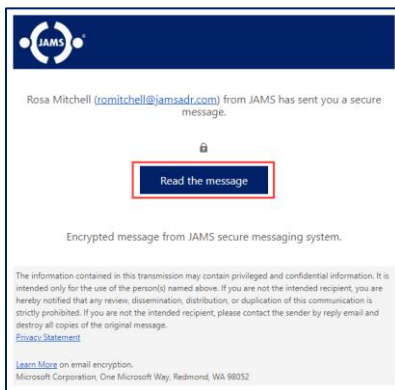 JAMS
Rosa Mitchell (romitchell@jamsadr.com) from JAMS has sent you a secure
message.
Read the message
Encrypted message from JAMS secure messaging system.
The information contained in this transmission may contain privileged and confidential information. It is
intended only for the use of the person(s) named above. If you are not the intended recipient, you are
hereby notified that any review, dissemination, distribution, or duplication of this communication is
strictly prohibited. If you are not the intended recipient, please contact the sender by reply email and
destroy all copies of the original message.
Privacy Statement
Learn More on email encryption.
Microsoft Corporation, One Microsoft Way, Redmond, WA 98052